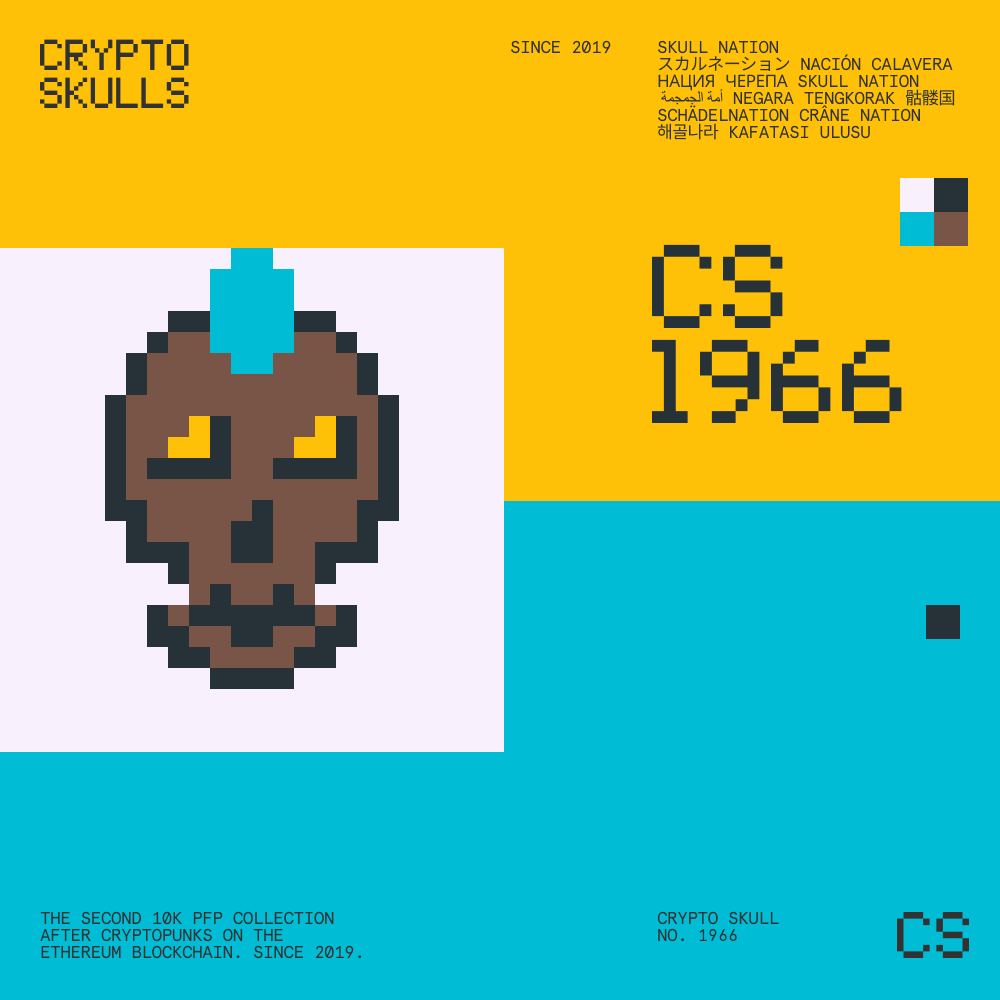 CRYPTO
SKULLS
SINCE 2019
SKULL NATION
スカルネーション NACIÓN CALAVERA
НАЦИЯ ЧЕРЕПА SKULL NATION
أمة الجمجمة NEGARA TENGKORAK 骷髅国
SCHÄDELNATION CRÂNE NATION
해골나라 KAFATASI ULUSU
CS
1966
THE SECOND 10K PFP COLLECTION
AFTER CRYPTOPUNKS ON THE
ETHEREUM BLOCKCHAIN. SINCE 2019.
CRYPTO SKULL
NO. 1966
CS